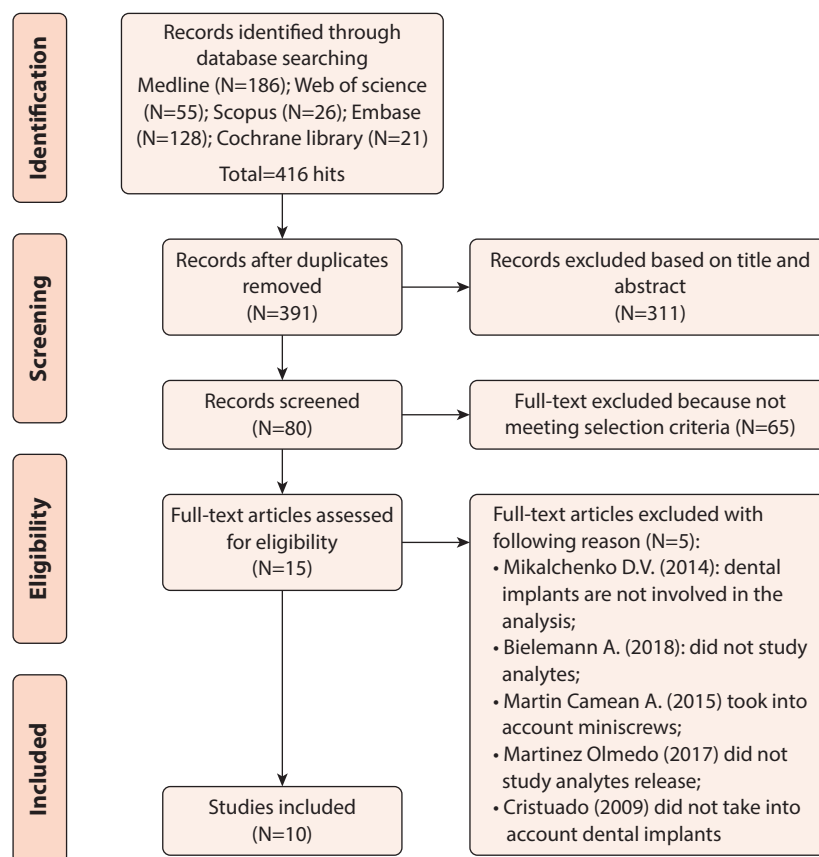 Identification
Records identified through
database searching
Medline (N=186); Web of science
(N=55); Scopus (N=26); Embase
(N=128); Cochrane library (N=21)
Total=416 hits
Screening
Records after duplicates
removed
(N=391)
Records excluded based on title and
abstract
(N=311)
Records screened
(N=80)
Full-text excluded because not
meeting selection criteria (N=65)
Eligibility
Full-text articles assessed
for eligibility
(N=15)
Full-text articles excluded with
following reason (N=5):
• Mikalchenko D.V. (2014): dental
implants are not involved in the
analysis;
• Bielemann A. (2018): did not study
analytes;
• Martin Camean A. (2015) took into
account miniscrews;
• Martinez Olmedo (2017) did not
study analytes release;
• Cristuado (2009) did not take into
account dental implants
Included
Studies included
(N=10)